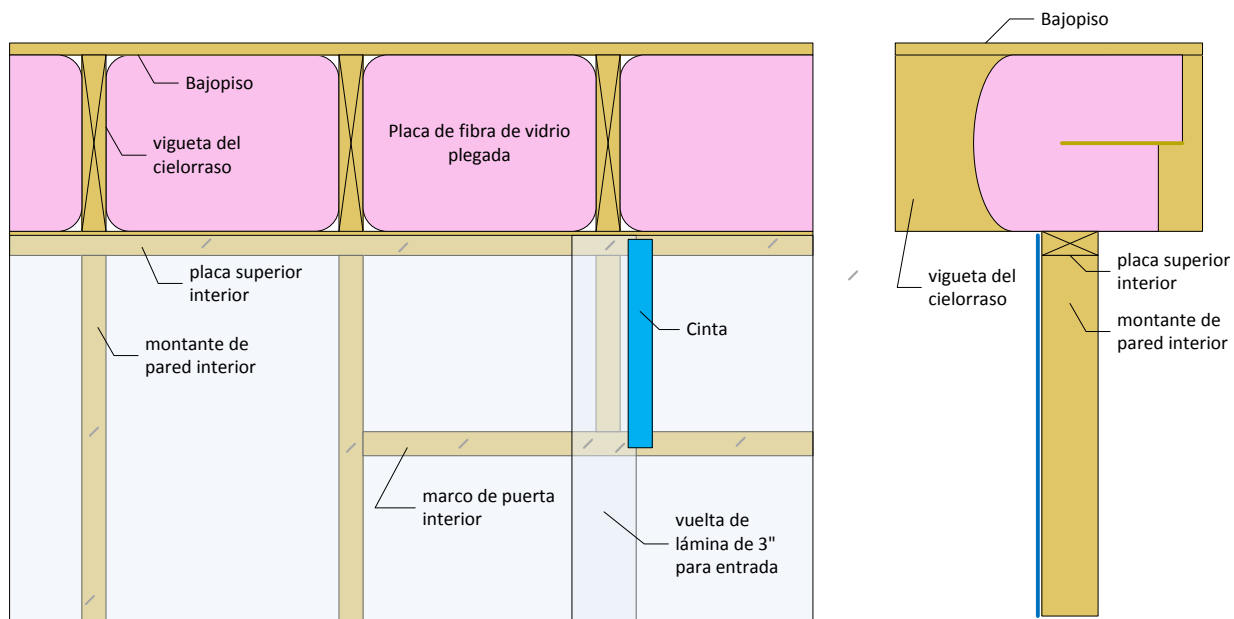 Bajopiso
Bajopiso
vigueta del
cielorraso
Placa de fibra de vidrio
plegada
placa superior
interior
montante de
pared interior
Cinta
marco de puerta
interior
vuelta de
lámina de 3"
para entrada
vigueta del
cielorraso
placa superior
interior
montante de
pared interior